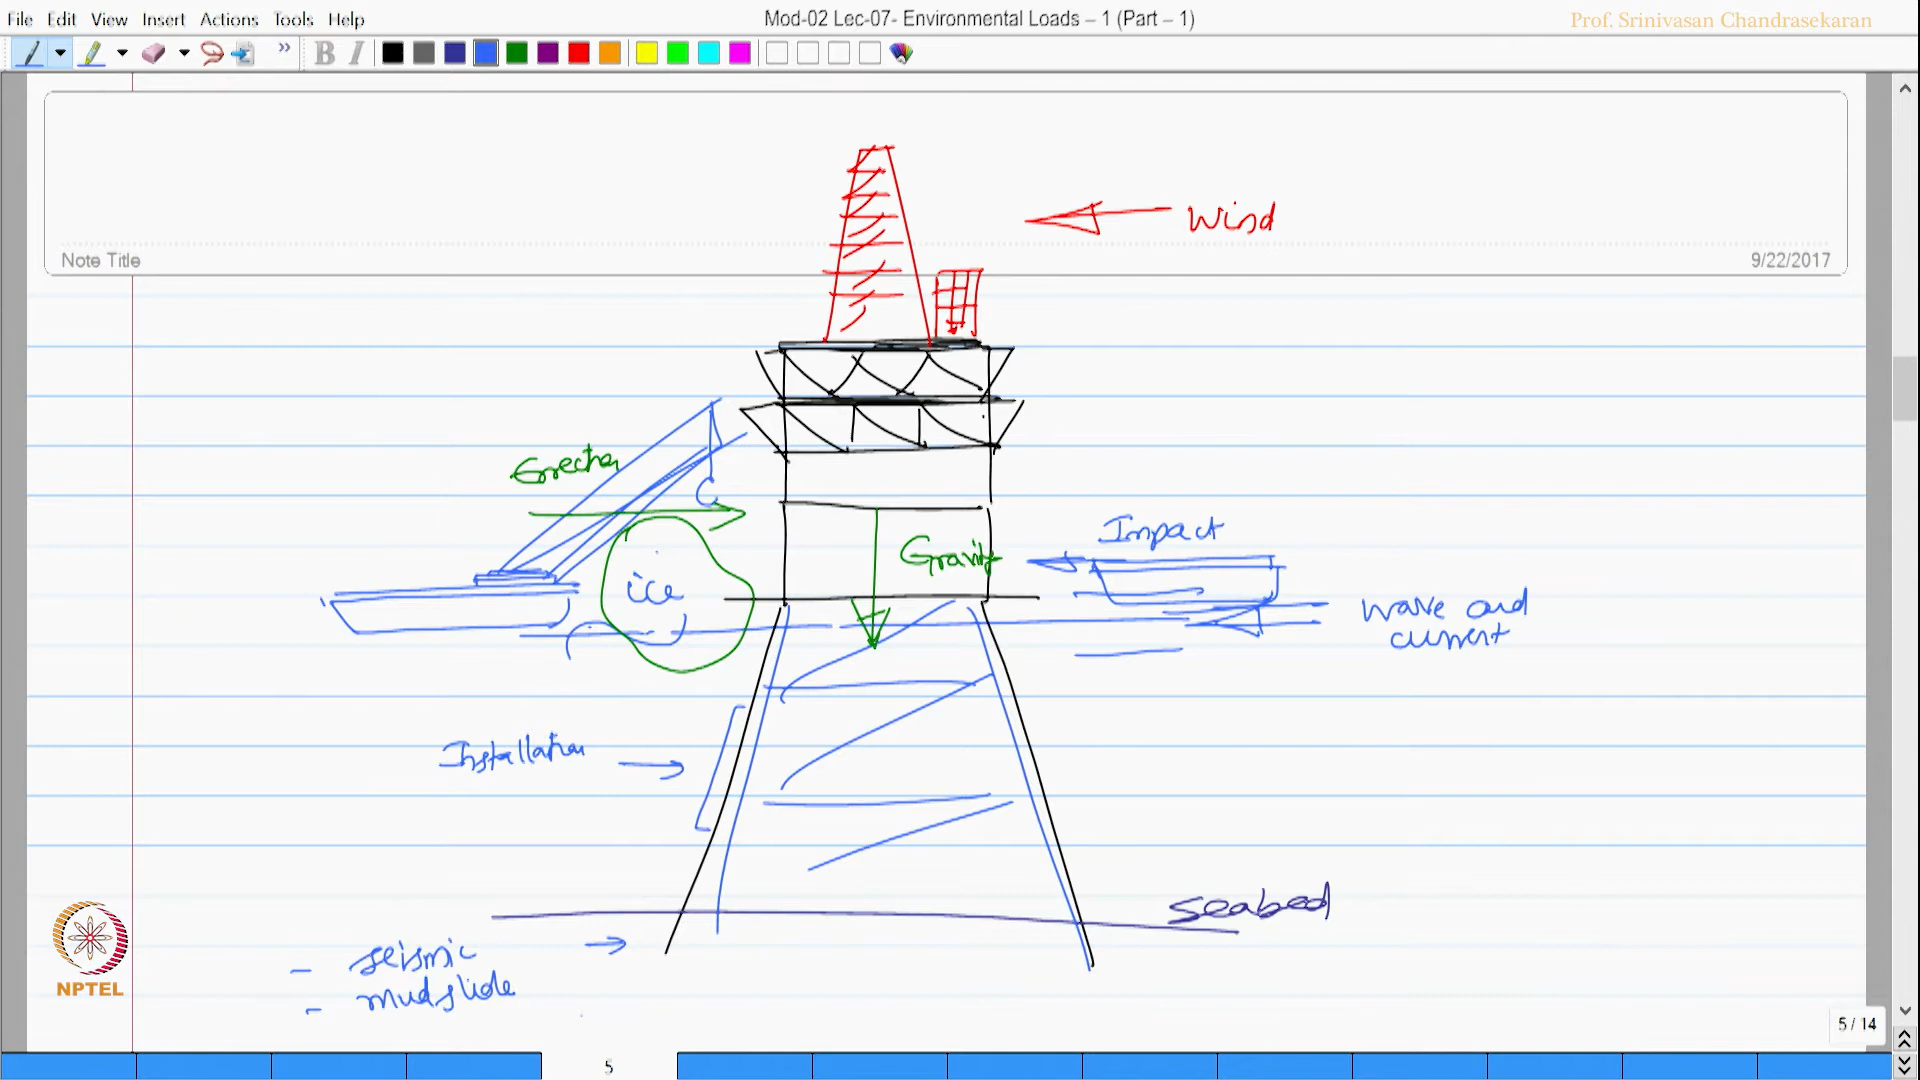 File Edit View Insert Actions Tools Help
Mod-02 Lec-07- Environmental Loads – 1 (Part – 1)
Prof. Srinivasan Chandrasekaran
B I
Wind
Note Title
9/22/2017
Erection
Impact
Gravity
ice
wave and
current
Installation
seabed
- seismic
- mudslide
NPTEL
5 / 14
5